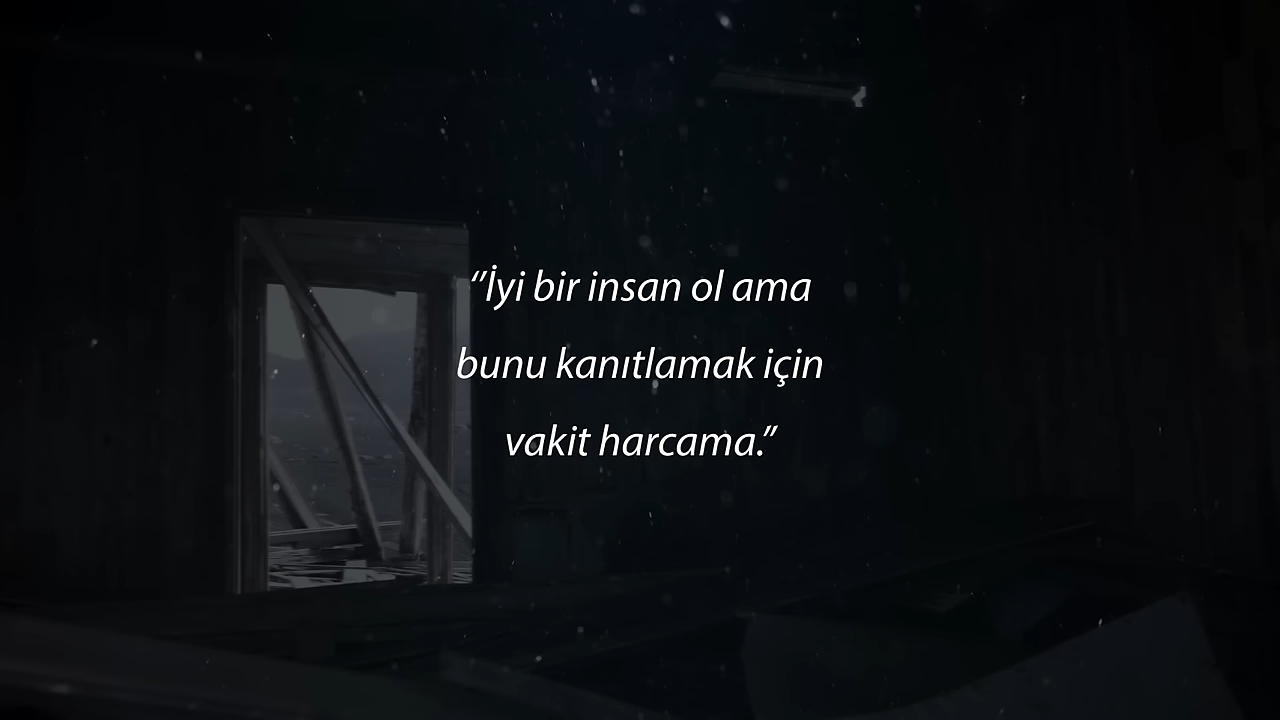 “İyi bir insan ol ama
bunu kanıtlamak için
vakit harcama.”